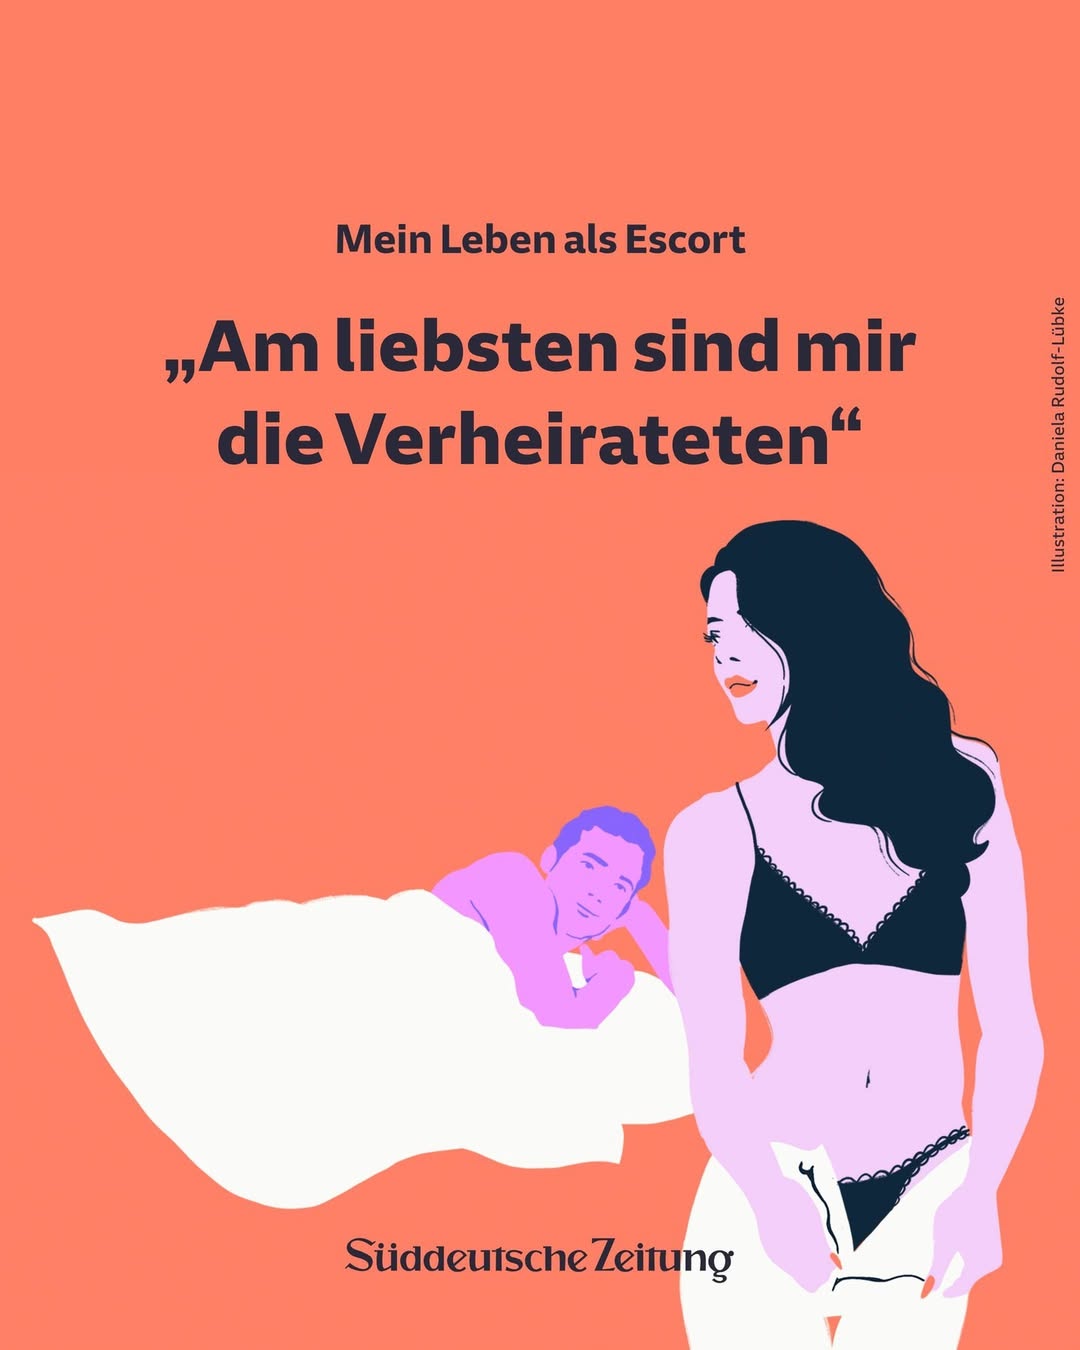 Mein Leben als Escort
„Am liebsten sind mir
die Verheirateten“
Illustration: Daniela Rudolf-Lübke
Süddeutsche Zeitung